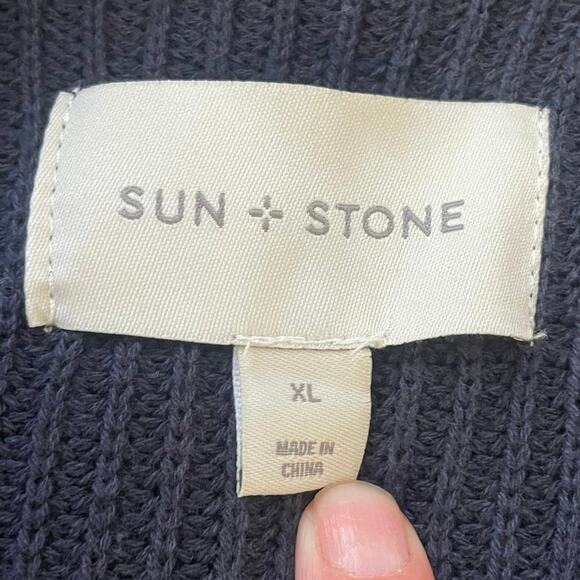 SUN + STONE
XL
MADE IN
CHINA